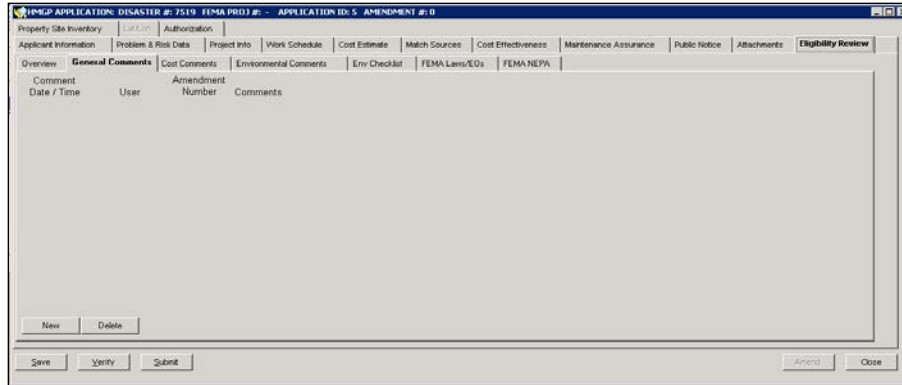 HMGP APPLICATION: DISASTER #: 7519 FEMA PROJ #: - APPLICATION ID: 5 AMENDMENT #: 0
Property Site Inventory Authorization
Applicant Information Problem & Risk Data Project Info Work Schedule Cost Estimate Match Sources Cost Effectiveness Maintenance Assurance Public Notice Attachments Eligibility Review
Overview General Comments Cost Comments Environmental Comments Env Checklist FEMA Laws/EOs FEMA NEPA
Comment Amendment
Date / Time User Number Comments
New Delete
Save Verify Submit Amend Close